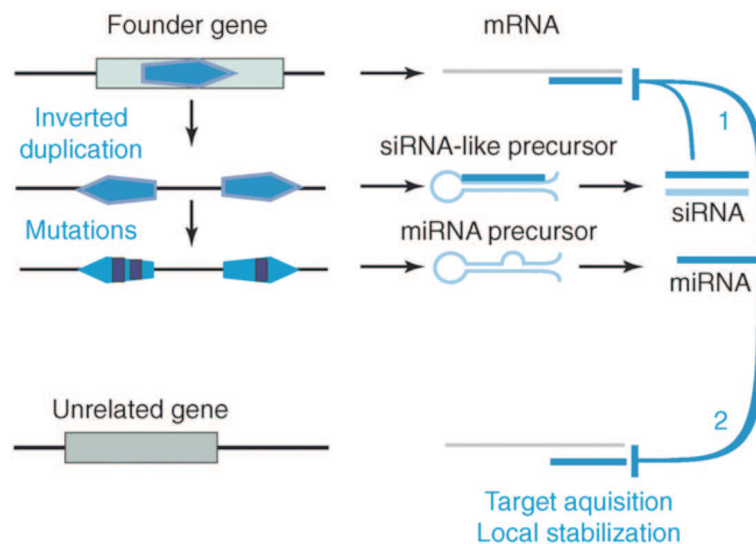 Founder gene
mRNA
Inverted
duplication
1
siRNA-like precursor
siRNA
Mutations
miRNA precursor
miRNA
Unrelated gene
2
Target aquisition
Local stabilization